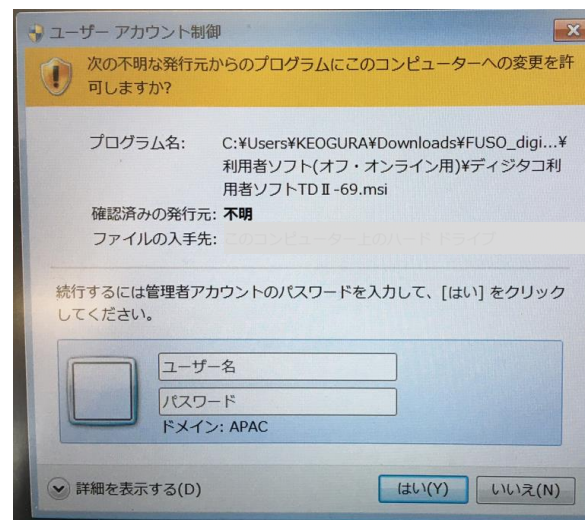 ユーザー アカウント制御
次の不明な発行元からのプログラムにこのコンピューターへの変更を許
可しますか?
プログラム名: C:¥Users¥KEOGURA¥Downloads¥FUSO_digi...¥
利用者ソフト(オフ・オンライン用)¥ディジタコ利
用者ソフトTDⅡ-69.msi
確認済みの発行元: 不明
ファイルの入手先: このコンピューター上のハード ドライブ
続行するには管理者アカウントのパスワードを入力して、[はい] をクリック
してください。
ユーザー名
パスワード
ドメイン: APAC
詳細を表示する(D)
はい(Y)
いいえ(N)